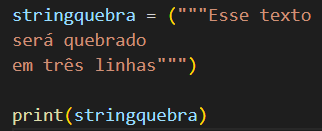 stringquebra = ("""Esse texto
será quebrado
em três linhas""")
print(stringquebra)